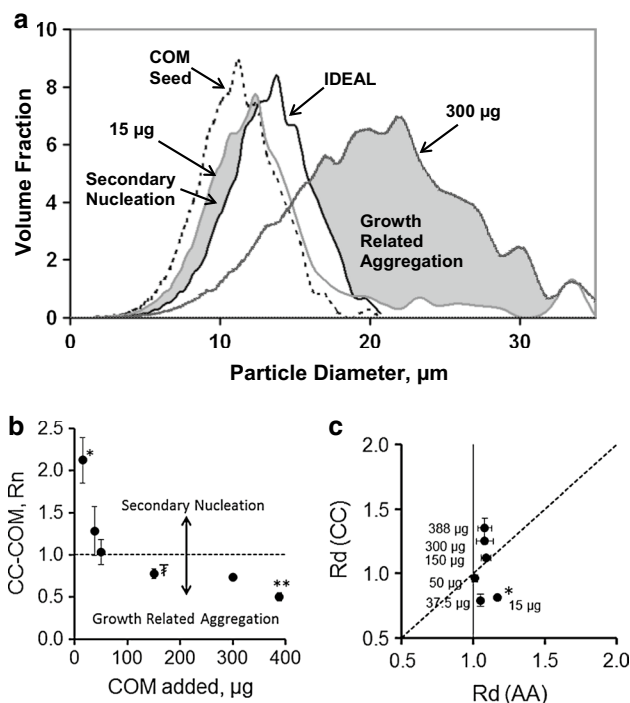 a
10
8
6
4
2
0
Volume Fraction
COM
Seed
IDEAL
15 µg
300 µg
Secondary
Nucleation
Growth
Related
Aggregation
0 10 20 30
Particle Diameter, µm
b
2.5
2.0
1.5
1.0
0.5
0.0
CC-COM, Rn
*
Secondary Nucleation
**
Growth Related Aggregation
0 100 200 300 400
COM added, µg
c
2.0
1.5
1.0
0.5
Rd (CC)
388 µg
300 µg
150 µg
50 µg
37.5 µg
*
15 µg
0.5 1.0 1.5 2.0
Rd (AA)